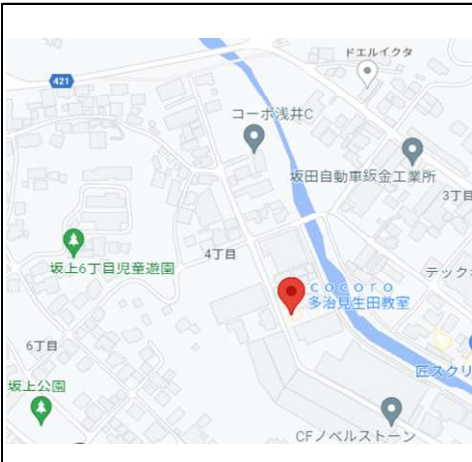 ドエルイクタ
421
コーポ浅井C
坂田自動車鈑金工業所
3丁目
坂上6丁目児童遊園
4丁目
テック
cocoro
多治見生田教室
6丁目
匠スクリ
坂上公園
CFノベルストーン